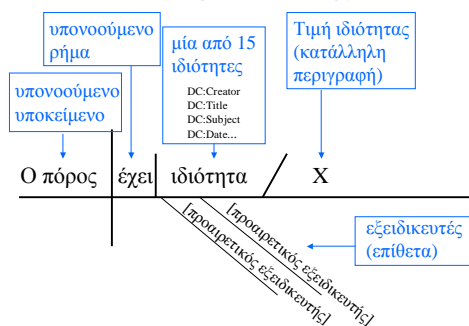 υπονοούμενο
ρήμα
υπονοούμενο
υποκείμενο
μία από 15
ιδιότητες
DC:Creator
DC:Title
DC:Subject
DC:Date...
Τιμή ιδιότητας
(κατάλληλη
περιγραφή)
Ο πόρος έχει ιδιότητα Χ
[προαιρετικός εξειδικευτής]
[προαιρετικός εξειδικευτής]
εξειδικευτές
(επίθετα)